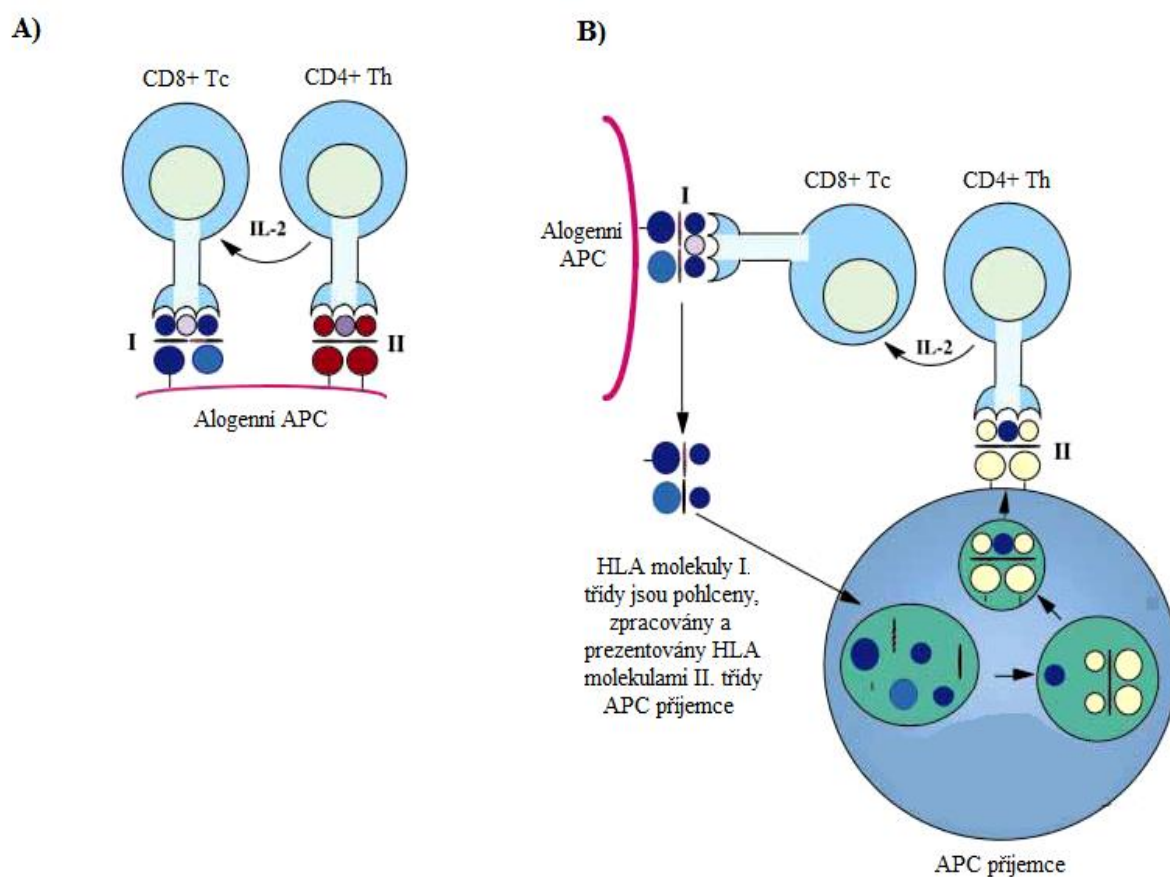 A)
CD8+ Tc
CD4+ Th
IL-2
I
II
Alogenni APC
B)
Alogenni
APC
I
CD8+ Tc
CD4+ Th
IL-2
II
HLA molekuly I.
třídy jsou pohlceny,
zpracovány a
prezentovány HLA
molekulami II. třídy
APC příjemce
APC příjemce